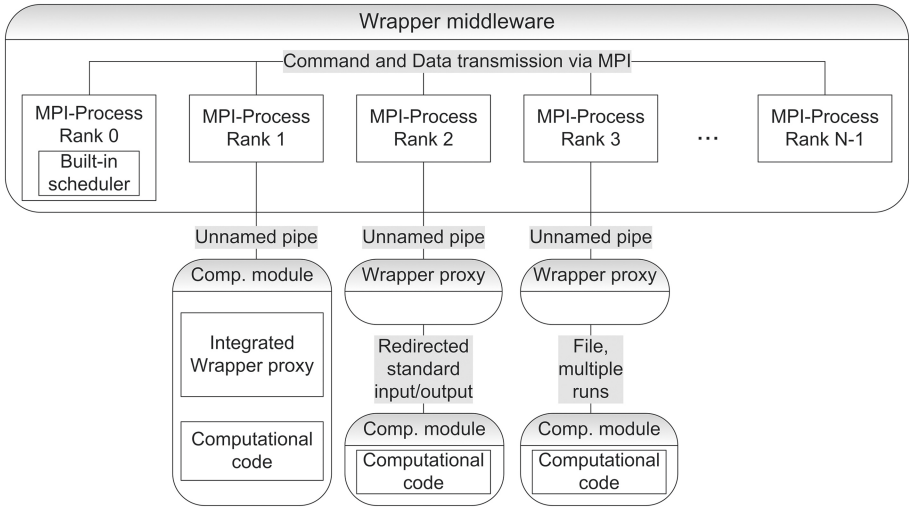 Wrapper middleware
Command and Data transmission via MPI
MPI-Process
Rank 0
Built-in
scheduler
MPI-Process
Rank 1
MPI-Process
Rank 2
MPI-Process
Rank 3
...
MPI-Process
Rank N-1
Unnamed pipe
Unnamed pipe
Unnamed pipe
Comp. module
Integrated
Wrapper proxy
Computational
code
Wrapper proxy
Redirected
standard
input/output
Comp. module
Computational
code
Wrapper proxy
File,
multiple
runs
Comp. module
Computational
code